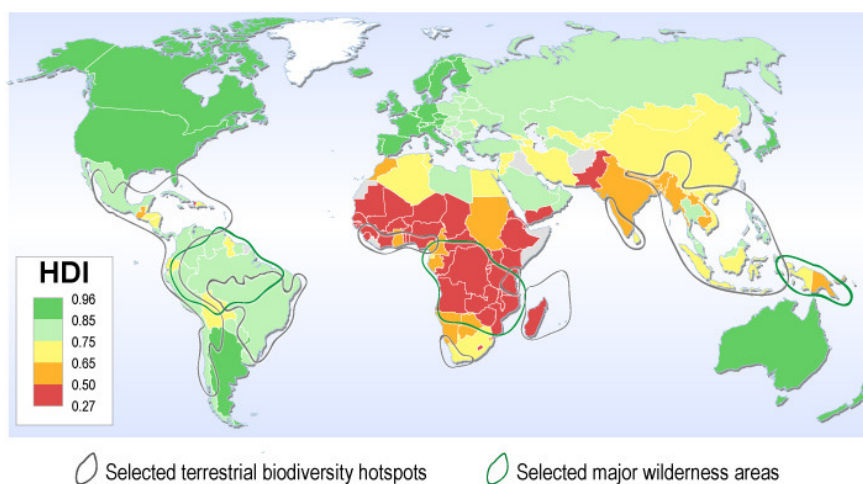 HDI
0.96
0.85
0.75
0.65
0.50
0.27
Selected terrestrial biodiversity hotspots
Selected major wilderness areas